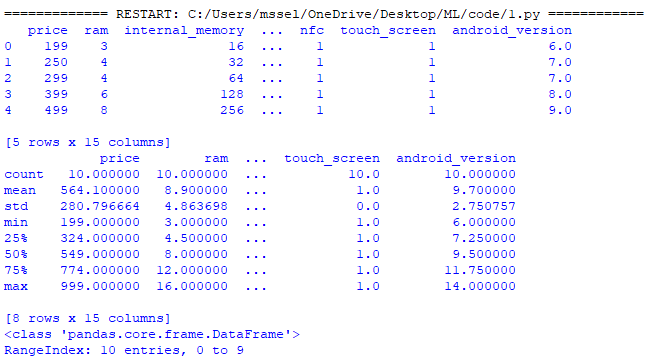 ============= RESTART: C:/Users/mssel/OneDrive/Desktop/ML/code/1.py ============
   price  ram  internal_memory  ...  nfc  touch_screen  android_version
0    199    3               16  ...    1             1              6.0
1    250    4               32  ...    1             1              7.0
2    299    4               64  ...    1             1              7.0
3    399    6              128  ...    1             1              8.0
4    499    8              256  ...    1             1              9.0
[5 rows x 15 columns]
            price        ram  ...  touch_screen  android_version
count   10.000000  10.000000  ...          10.0        10.000000
mean   564.100000   8.900000  ...           1.0         9.700000
std    280.796664   4.863698  ...           0.0         2.750757
min    199.000000   3.000000  ...           1.0         6.000000
25%    324.000000   4.500000  ...           1.0         7.250000
50%    549.000000   8.000000  ...           1.0         9.500000
75%    774.000000  12.000000  ...           1.0        11.750000
max    999.000000  16.000000  ...           1.0        14.000000
[8 rows x 15 columns]
<class 'pandas.core.frame.DataFrame'>
RangeIndex: 10 entries, 0 to 9